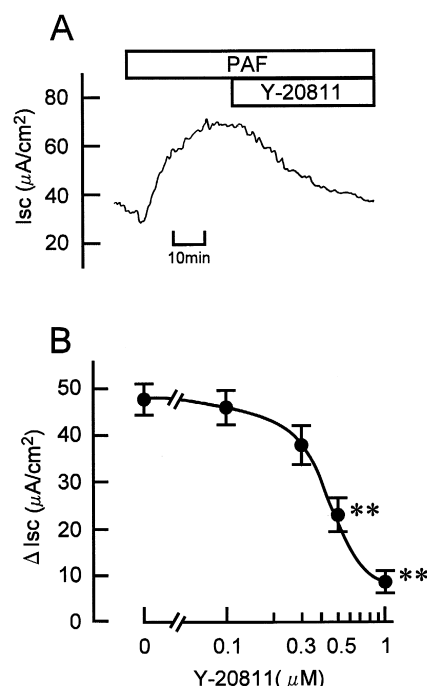 A
PAF
Y-20811
80
60
40
20
Isc (μA/cm²)
10min
B
50
40
30
20
10
0
Δ Isc (μA/cm²)
**
**
0 0.1 0.3 0.5 1
Y-20811( μM)